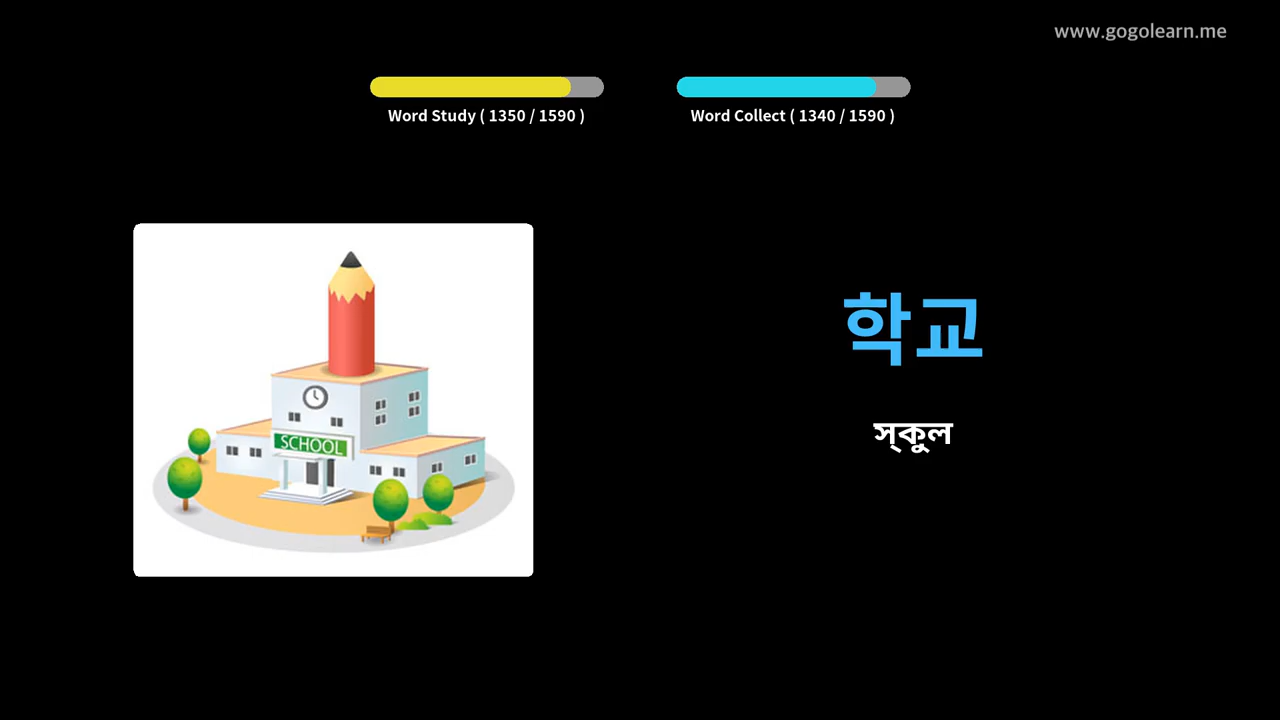 www.gogolearn.me
Word Study ( 1350 / 1590 )
Word Collect ( 1340 / 1590 )
SCHOOL
학교
স্কুল